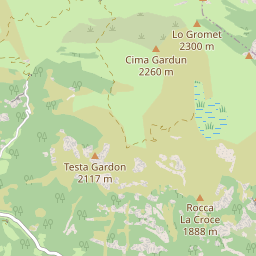 Lo Gromet
2300 m
Cima Gardun
2260 m
Testa Gardon
2117 m
Rocca
La Croce
1888 m